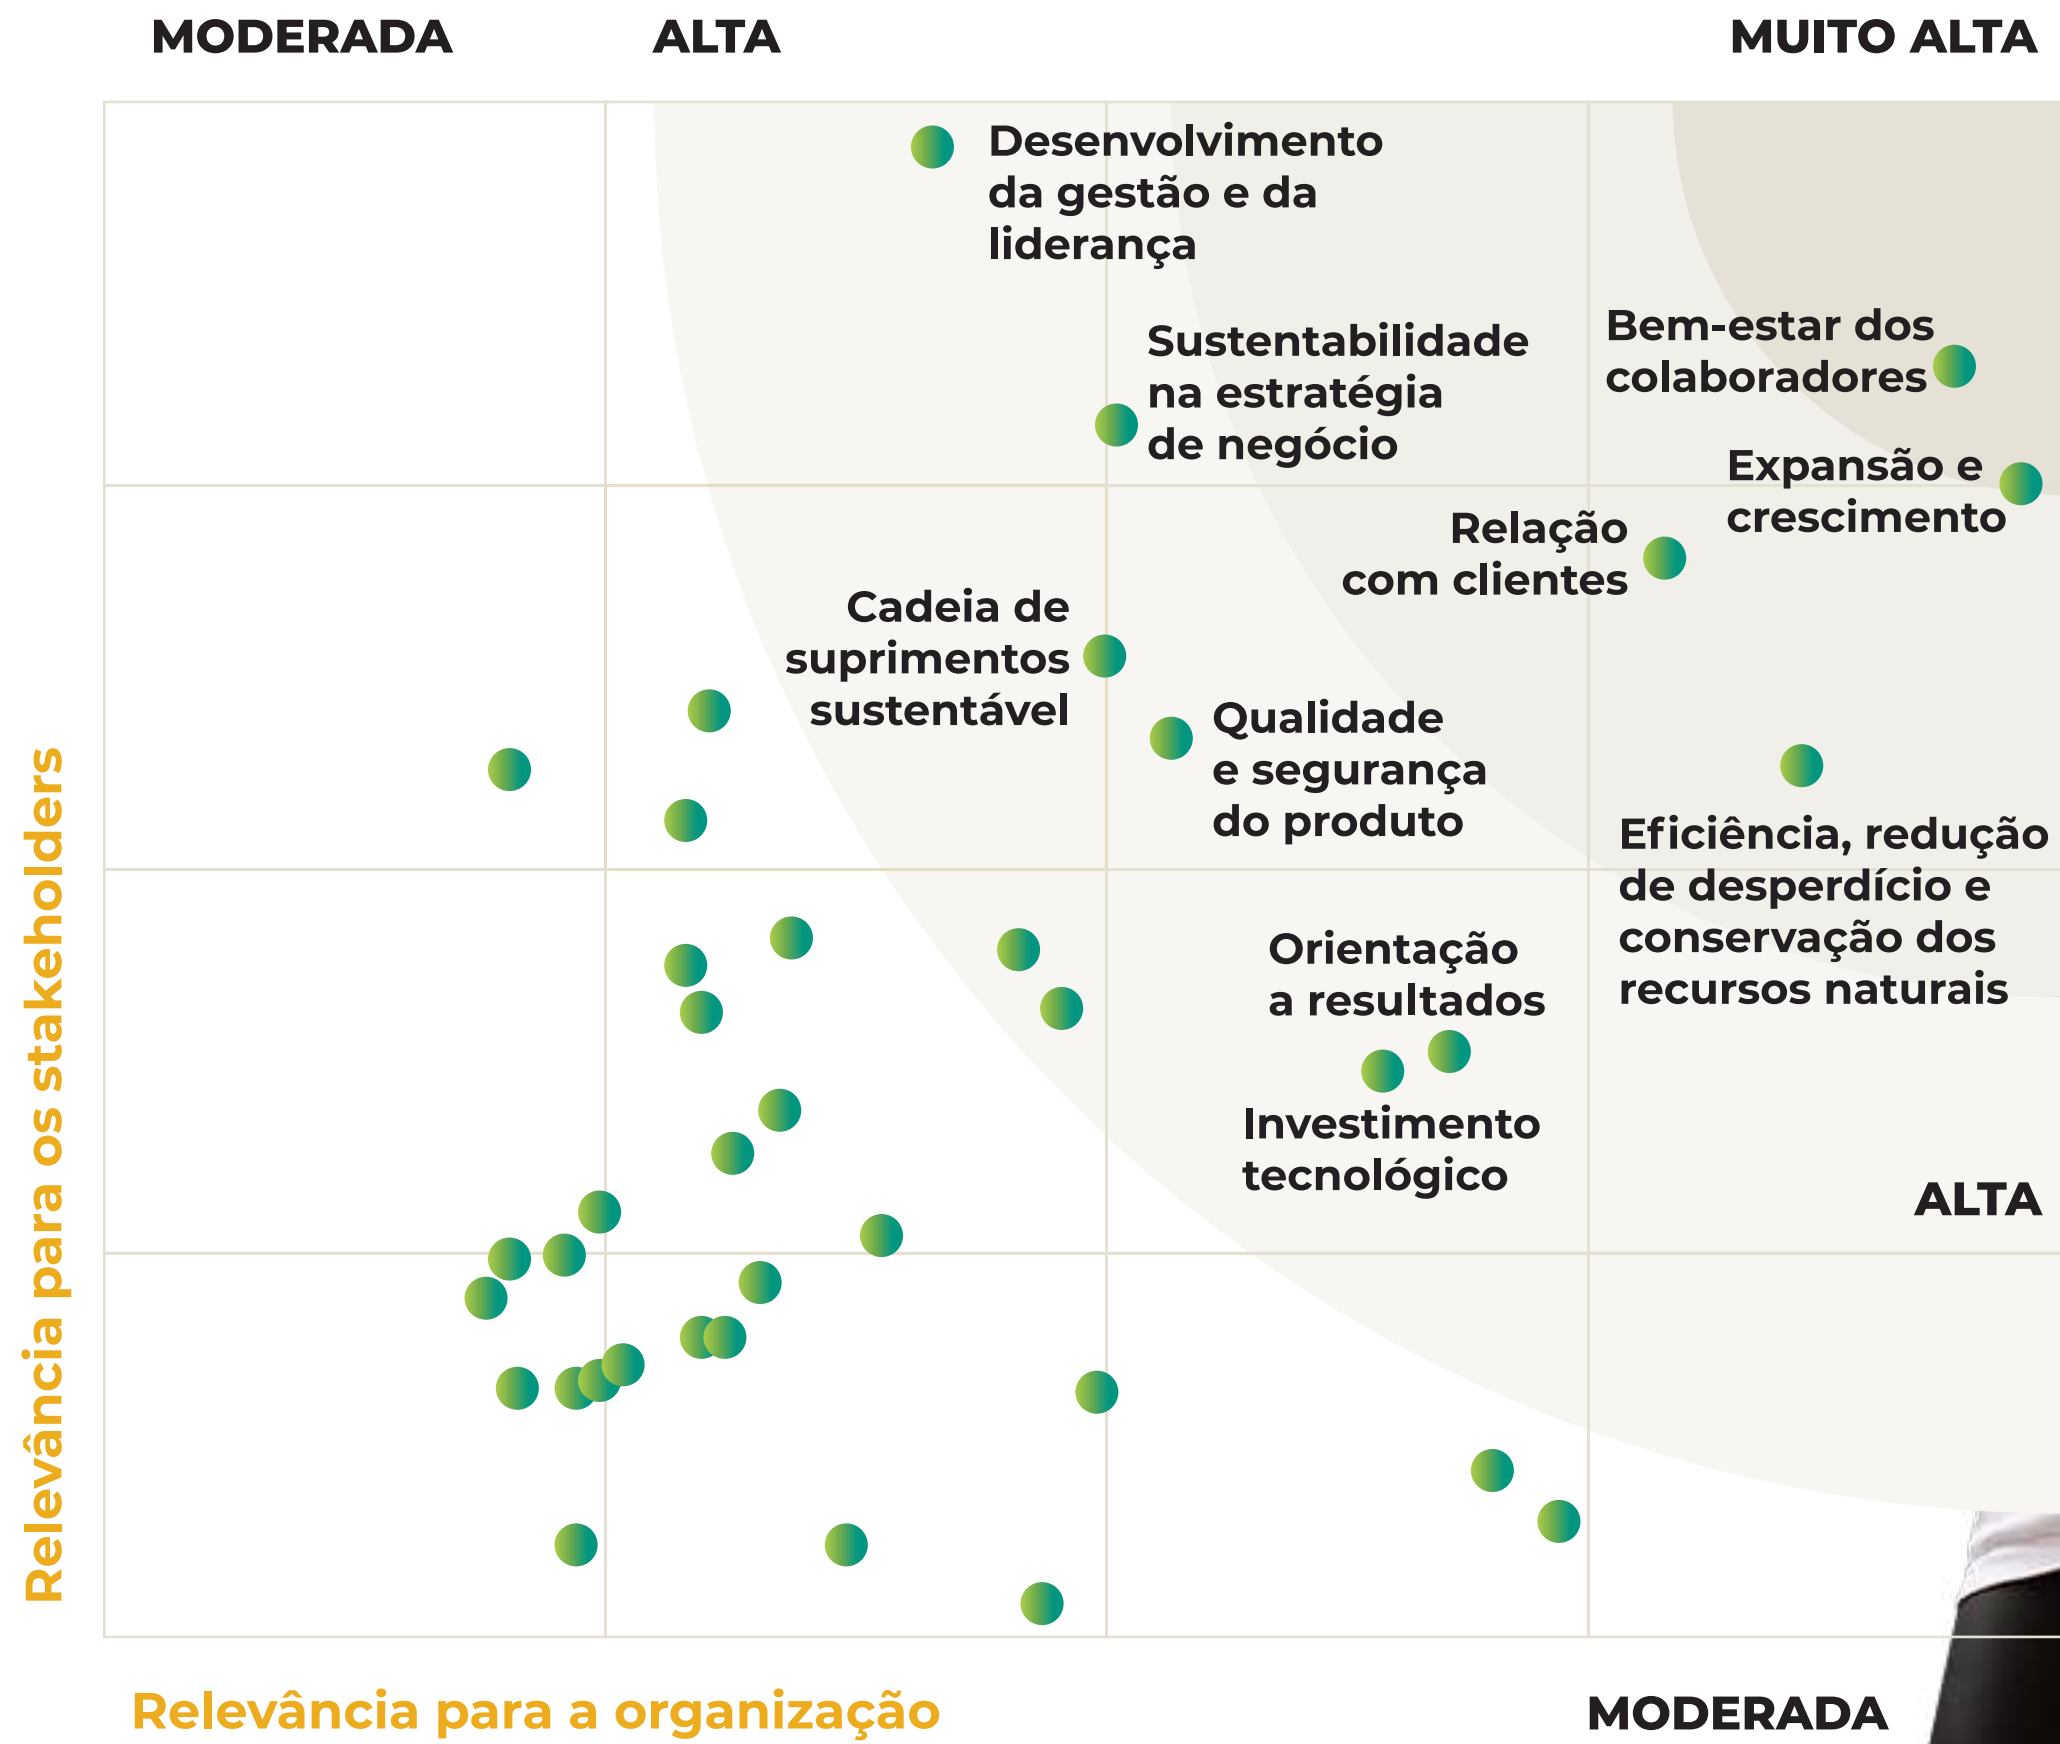 MODERADA
ALTA
MUITO ALTA
Desenvolvimento
da gestão e da
liderança
Sustentabilidade
na estratégia
de negócio
Bem-estar dos
colaboradores
Expansão e
crescimento
Relação
com clientes
Cadeia de
suprimentos
sustentável
Qualidade
e segurança
do produto
Eficiência, redução
de desperdício e
conservação dos
recursos naturais
Orientação
a resultados
Investimento
tecnológico
ALTA
Relevância para os stakeholders
Relevância para a organização
MODERADA